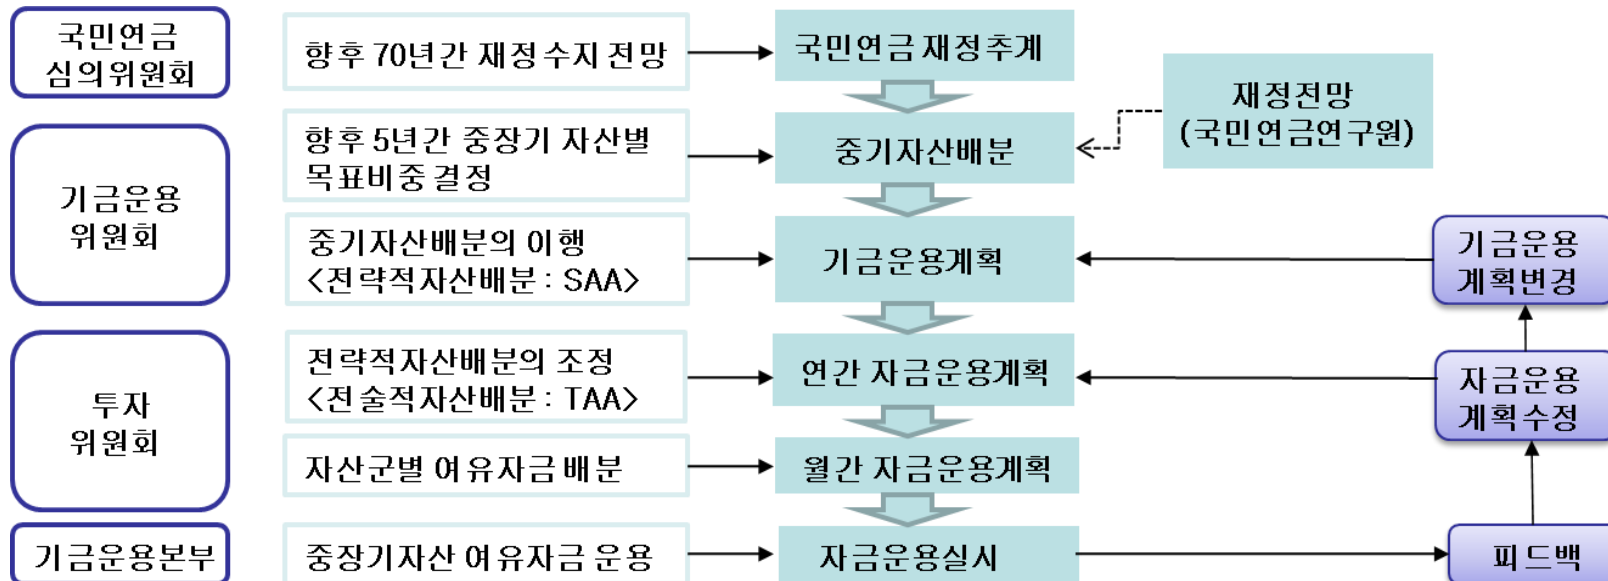 국민연금
심의위원회
향후 70년간 재정수지 전망
국민연금 재정추계
재정전망
(국민연금연구원)
기금운용
위원회
향후 5년간 중장기 자산별
목표비중 결정
중기자산배분
중기자산배분의 이행
<전략적자산배분 : SAA>
기금운용계획
기금운용
계획변경
투자
위원회
전략적자산배분의 조정
<전술적자산배분 : TAA>
연간 자금운용계획
자금운용
계획수정
자산군별 여유자금 배분
월간 자금운용계획
기금운용본부
중장기자산 여유자금 운용
자금운용실시
피드백